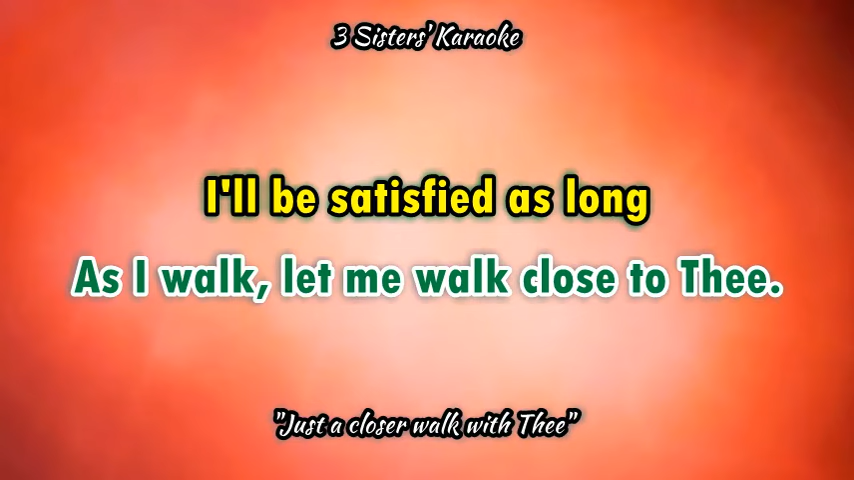 3 Sisters' Karaoke
I'll be satisfied as long
As I walk, let me walk close to Thee.
"Just a closer walk with Thee"